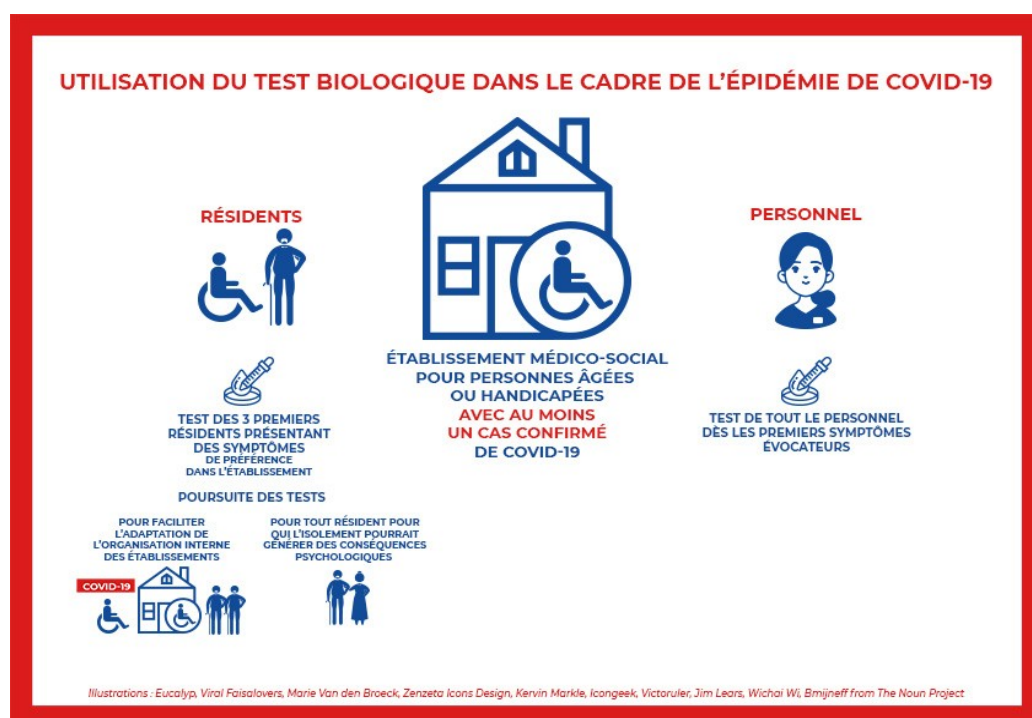 UTILISATION DU TEST BIOLOGIQUE DANS LE CADRE DE L'ÉPIDÉMIE DE COVID-19
RÉSIDENTS
TEST DES 3 PREMIERS
RÉSIDENTS PRÉSENTANT
DES SYMPTÔMES
DE PRÉFÉRENCE
DANS L'ÉTABLISSEMENT
POURSUITE DES TESTS
POUR FACILITER
L'ADAPTATION DE
L'ORGANISATION INTERNE
DES ÉTABLISSEMENTS
COVID-19
POUR TOUT RÉSIDENT POUR
QUI L'ISOLEMENT POURRAIT
GÉNÉRER DES CONSÉQUENCES
PSYCHOLOGIQUES
ÉTABLISSEMENT MÉDICO-SOCIAL
POUR PERSONNES ÂGÉES
OU HANDICAPÉES
AVEC AU MOINS
UN CAS CONFIRMÉ
DE COVID-19
PERSONNEL
TEST DE TOUT LE PERSONNEL
DÈS LES PREMIERS SYMPTÔMES
ÉVOCATEURS
Illustrations : Eucalyp, Viral Faisalovers, Marie Van den Broeck, Zenzeta Icons Design, Kervin Markle, Icongeek, Victoruler, Jim Lears, Wichai Wi, Bmijneff from The Noun Project